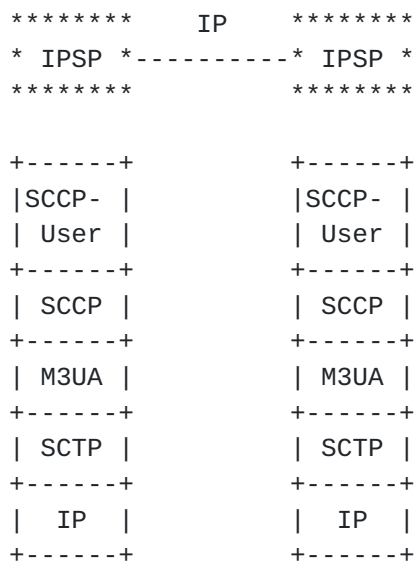 ********    IP    ********
* IPSP *----------* IPSP *
********          ********

+------+          +------+
|SCCP- |          |SCCP- |
| User |          | User |
+------+          +------+
| SCCP |          | SCCP |
+------+          +------+
| M3UA |          | M3UA |
+------+          +------+
| SCTP |          | SCTP |
+------+          +------+
|  IP  |          |  IP  |
+------+          +------+